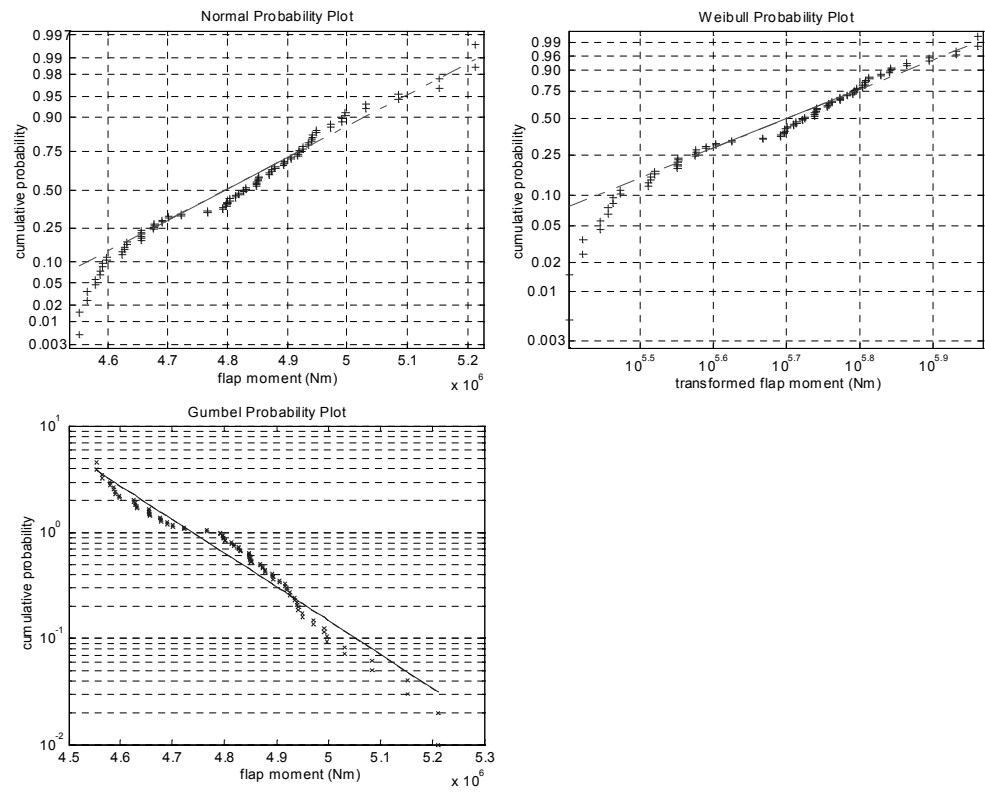 Normal Probability Plot
0.997
0.99
0.98
0.95
0.90
0.75
0.50
0.25
0.10
0.05
0.02
0.01
0.003
cumulative probability
4.6 4.7 4.8 4.9 5 5.1 5.2
flap moment (Nm)
x 10^6
Weibull Probability Plot
0.99
0.96
0.90
0.75
0.50
0.25
0.10
0.05
0.02
0.01
0.003
cumulative probability
10^5.5 10^5.6 10^5.7 10^5.8 10^5.9
transformed flap moment (Nm)
Gumbel Probability Plot
10^1
10^0
10^-1
10^-2
cumulative probability
4.5 4.6 4.7 4.8 4.9 5 5.1 5.2 5.3
flap moment (Nm)
x 10^6